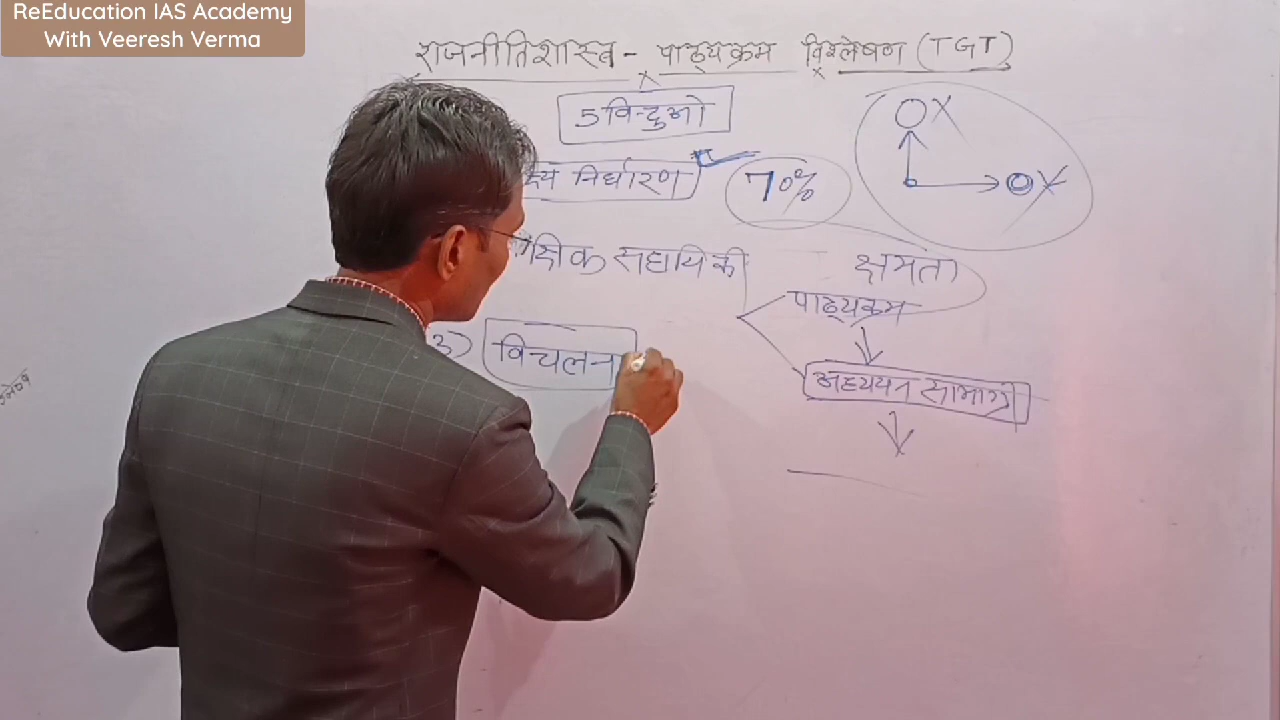 ReEducation IAS Academy
With Veeresh Verma
राजनीतिशास्त्र - पाठ्यक्रम विश्लेषण (TGT)
5 विन्दुओ
निर्धारण
70%
सहायिकी
क्षमता
पाठ्यक्रम
3) विचलन
अध्ययन सामाग्री